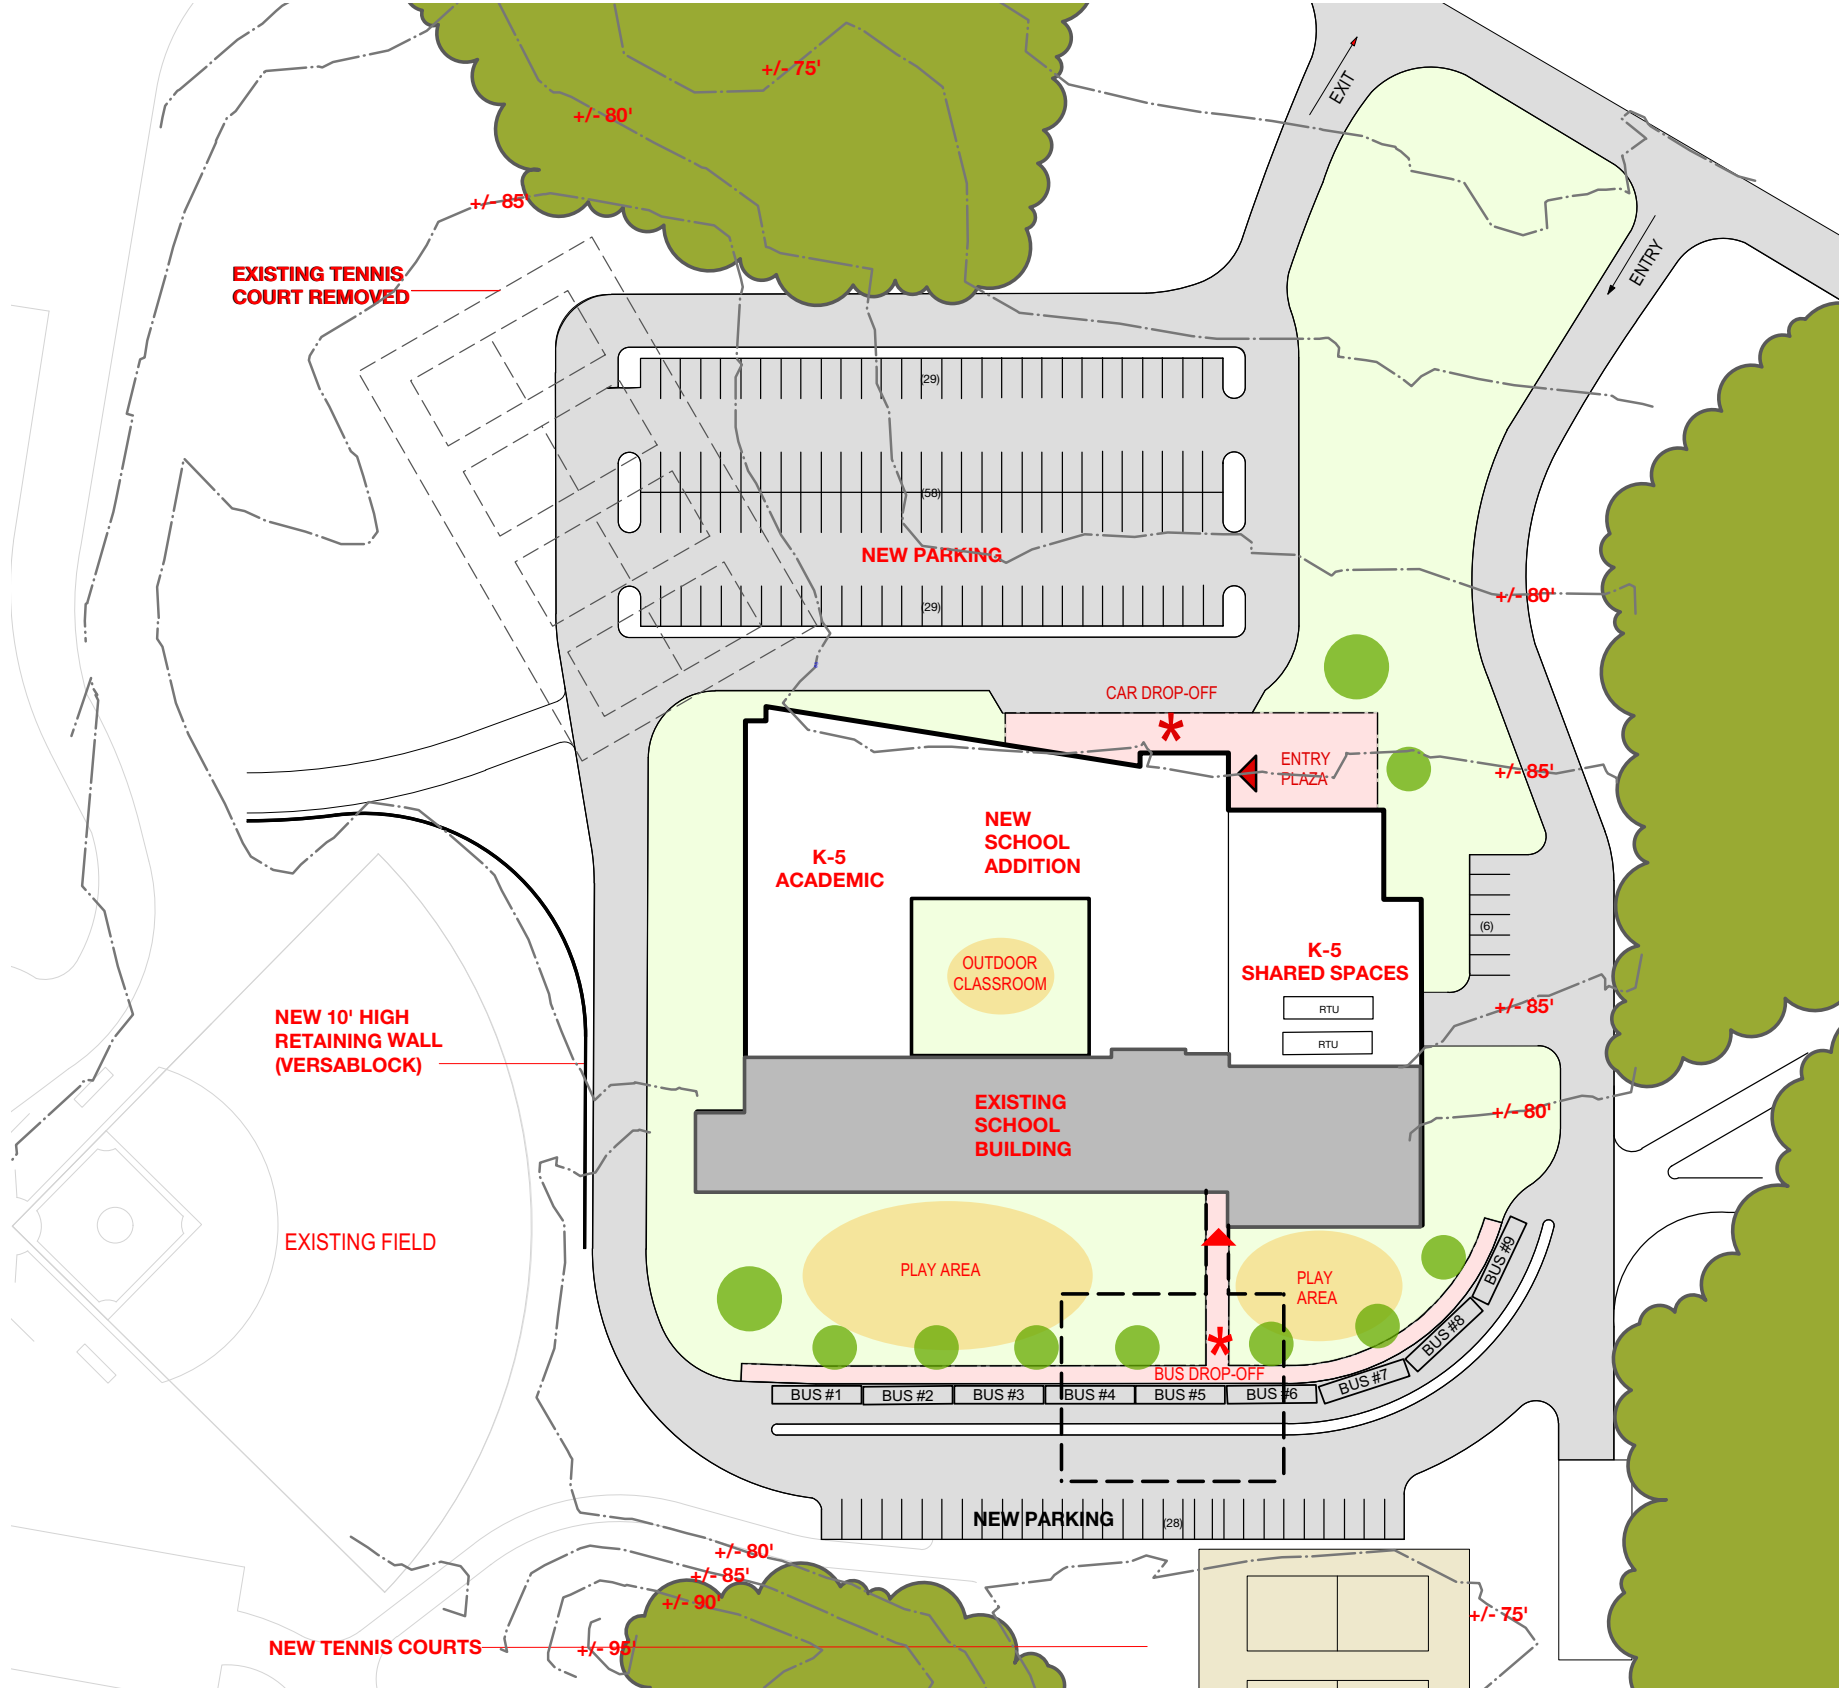 +/- 75'
EXIT
+/- 80'
+/- 85'
ENTRY
EXISTING TENNIS
COURT REMOVED
(29)
(58)
NEW PARKING
+/- 80'
(29)
CAR DROP-OFF
*
ENTRY
PLAZA
+/- 85'
NEW
SCHOOL
ADDITION
K-5
ACADEMIC
(6)
K-5
SHARED SPACES
OUTDOOR
CLASSROOM
RTU
+/- 85'
NEW 10' HIGH
RETAINING WALL
(VERSABLOCK)
RTU
EXISTING
SCHOOL
BUILDING
+/- 80'
EXISTING FIELD
PLAY AREA
PLAY
AREA
*
BUS DROP-OFF
BUS #1
BUS #2
BUS #3
BUS #4
BUS #5
BUS #6
BUS #7
BUS #8
BUS #9
NEW PARKING
(28)
+/- 80'
+/- 85'
+/- 90'
+/- 75'
NEW TENNIS COURTS
+/- 95'